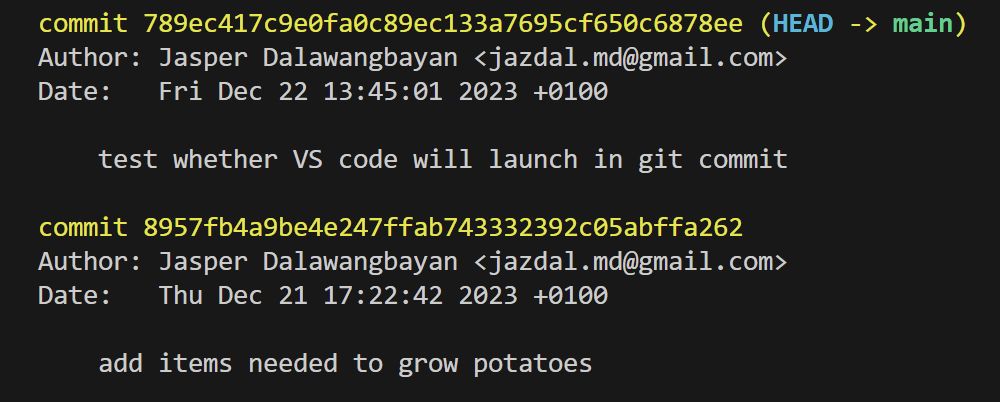 commit 789ec417c9e0fa0c89ec133a7695cf650c6878ee (HEAD -> main)
Author: Jasper Dalawangbayan <jazdal.md@gmail.com>
Date:   Fri Dec 22 13:45:01 2023 +0100
test whether VS code will launch in git commit
commit 8957fb4a9be4e247ffab743332392c05abffa262
Author: Jasper Dalawangbayan <jazdal.md@gmail.com>
Date:   Thu Dec 21 17:22:42 2023 +0100
add items needed to grow potatoes